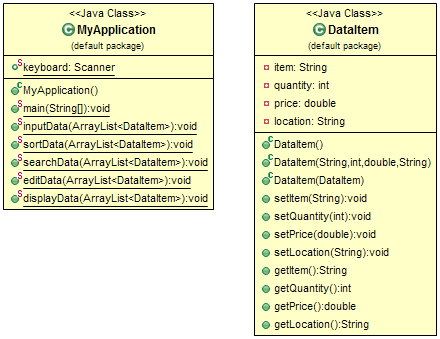 <<Java Class>>
MyApplication
(default package)
keyboard: Scanner
MyApplication()
main(String[]):void
inputData(ArrayList<DataItem>):void
sortData(ArrayList<DataItem>):void
searchData(ArrayList<DataItem>):void
editData(ArrayList<DataItem>):void
displayData(ArrayList<DataItem>):void
<<Java Class>>
DataItem
(default package)
item: String
quantity: int
price: double
location: String
DataItem()
DataItem(String,int,double,String)
DataItem(DataItem)
setItem(String):void
setQuantity(int):void
setPrice(double):void
setLocation(String):void
getItem():String
getQuantity():int
getPrice():double
getLocation():String